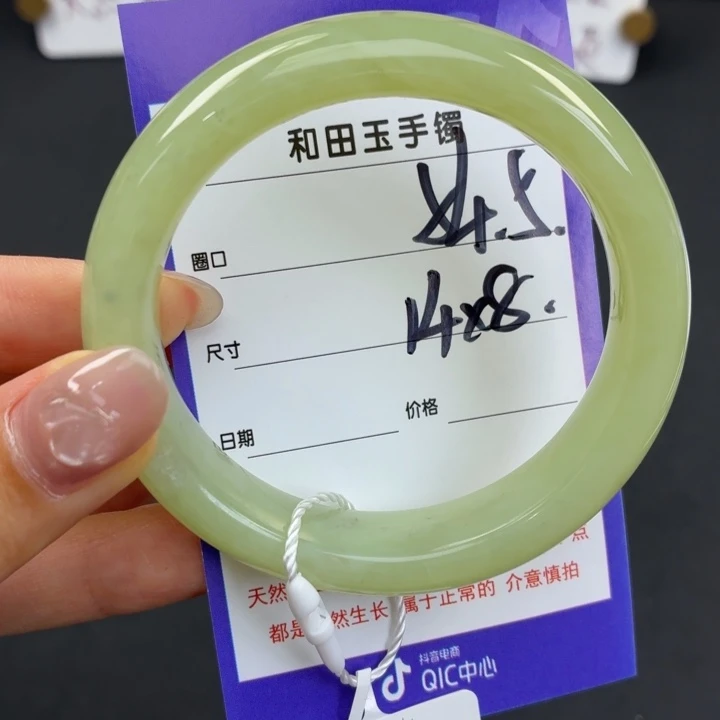 和田玉手镯
圈口
尺寸 14x8.
日期 价格
天然 点
都是 然生长 属于正常的 介意慎拍
抖音电商
QIC中心